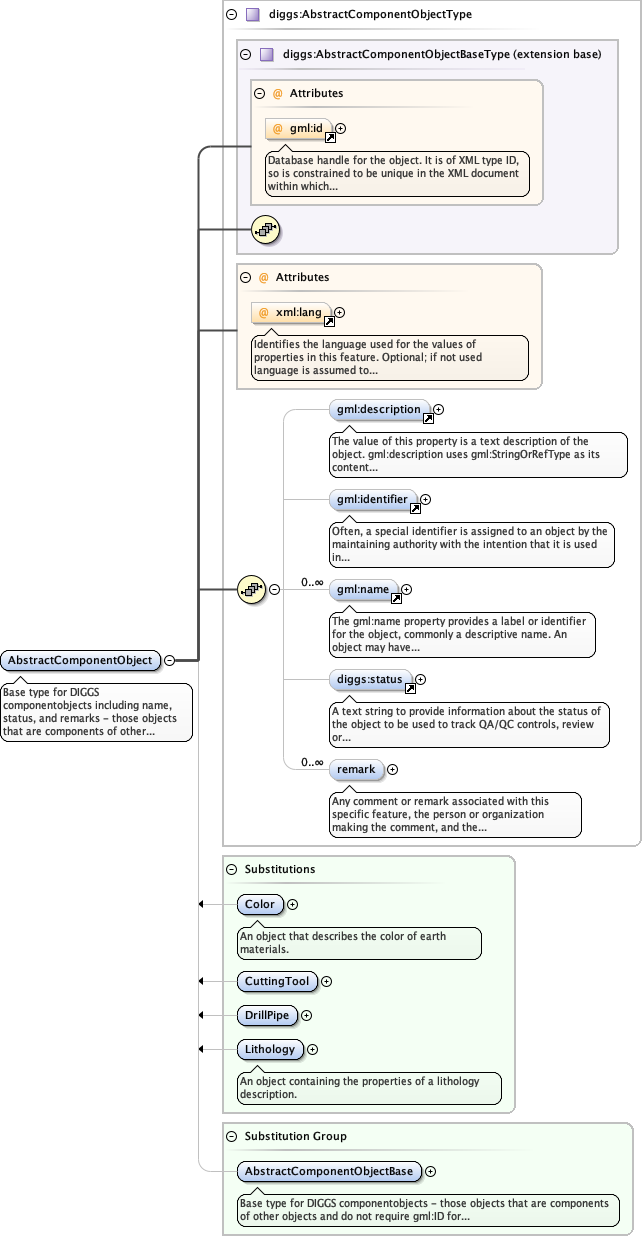 diggs:AbstractComponentObjectType
diggs:AbstractComponentObjectBaseType (extension base)
@ Attributes
@ gml:id
Database handle for the object. It is of XML type ID,
so is constrained to be unique in the XML document
within which...
@ Attributes
@ xml:lang
Identifies the language used for the values of
properties in this feature. Optional; if not used
language is assumed to...
gml:description
The value of this property is a text description of the
object. gml:description uses gml:StringOrRefType as its
content...
gml:identifier
Often, a special identifier is assigned to an object by the
maintaining authority with the intention that it is used
in...
0..∞
gml:name
The gml:name property provides a label or identifier
for the object, commonly a descriptive name. An
object may have...
AbstractComponentObject
Base type for DIGGS
componentobjects including name,
status, and remarks - those objects
that are components of other...
diggs:status
A text string to provide information about the status of
the object to be used to track QA/QC controls, review
or...
0..∞
remark
Any comment or remark associated with this
specific feature, the person or organization
making the comment, and the...
Substitutions
Color
An object that describes the color of earth
materials.
CuttingTool
DrillPipe
Lithology
An object containing the properties of a lithology
description.
Substitution Group
AbstractComponentObjectBase
Base type for DIGGS componentobjects - those objects that are components
of other objects and do not require gml:ID for...